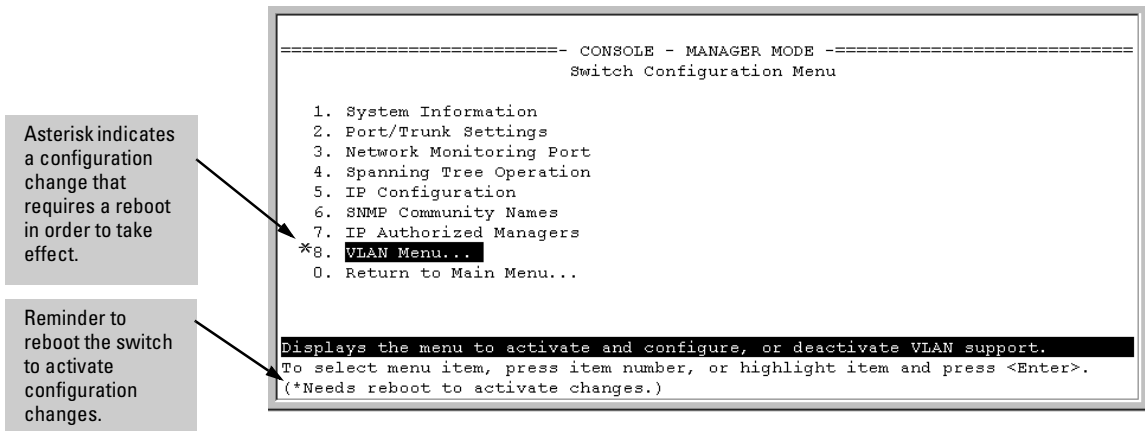 ==========================- CONSOLE - MANAGER MODE -============================
Switch Configuration Menu
1. System Information
2. Port/Trunk Settings
3. Network Monitoring Port
4. Spanning Tree Operation
5. IP Configuration
6. SNMP Community Names
7. IP Authorized Managers
*8. VLAN Menu...
0. Return to Main Menu...
Displays the menu to activate and configure, or deactivate VLAN support.
To select menu item, press item number, or highlight item and press <Enter>.
(*Needs reboot to activate changes.)
Asterisk indicates
a configuration
change that
requires a reboot
in order to take
effect.
Reminder to
reboot the switch
to activate
configuration
changes.